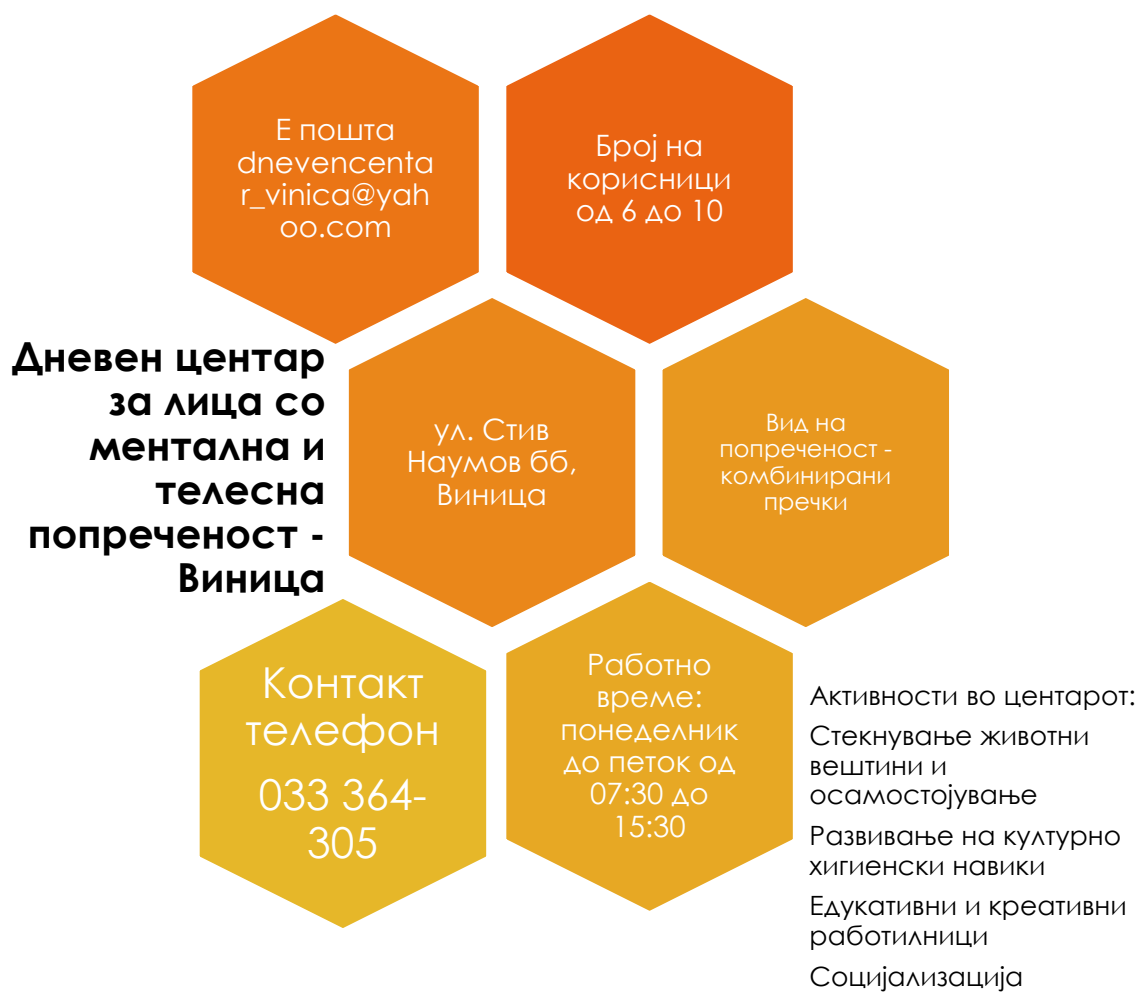 Е пошта
dnevencenta
r_vinica@yah
oo.com
Број на
корисници
од 6 до 10
Дневен центар
за лица со
ментална и
телесна
попреченост -
Виница
ул. Стив
Наумов бб,
Виница
Вид на
попреченост -
комбинирани
пречки
Контакт
телефон
033 364-
305
Работно
време:
понеделник
до петок од
07:30 до
15:30
Активности во центарот:
Стекнување животни
вештини и
осамостојување
Развивање на културно
хигиенски навики
Едукативни и креативни
работилници
Социјализација